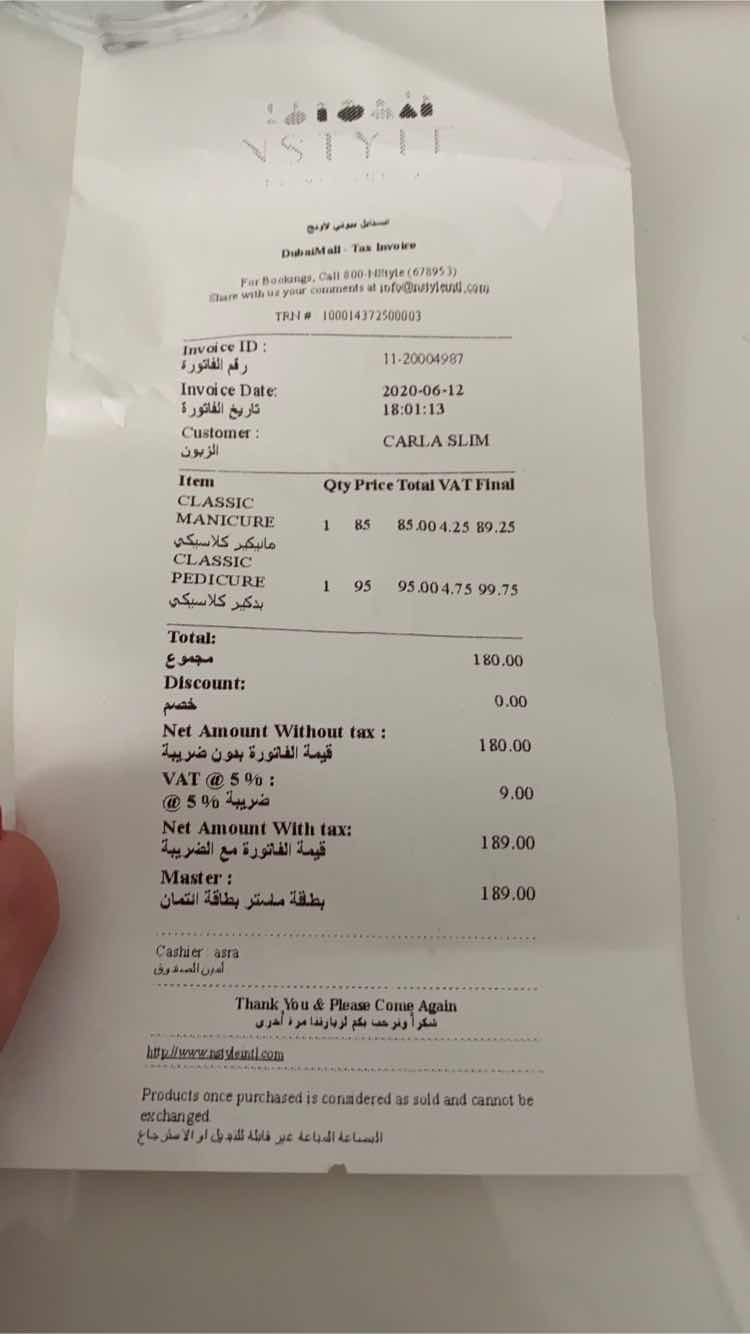 NSTYLE
انستايل بيوتي لاونج
DubaiMall - Tax Invoice
For Bookings, Call 800-NStyle (678953)
Share with us your comments at info@nstyleintl.com
TRN # 100014372500003
Invoice ID : 11-20004987
رقم الفاتورة
Invoice Date: 2020-06-12
تاريخ الفاتورة 18:01:13
Customer : CARLA SLIM
الزبون
Item Qty Price Total VAT Final
CLASSIC
MANICURE 1 85 85.00 4.25 89.25
مانيكير كلاسيكي
CLASSIC
PEDICURE 1 95 95.00 4.75 99.75
بدكير كلاسيكي
Total:
مجموع 180.00
Discount:
خصم 0.00
Net Amount Without tax :
قيمة الفاتورة بدون ضريبة 180.00
VAT @ 5 % :
ضريبة 5 % @ 9.00
Net Amount With tax:
قيمة الفاتورة مع الضريبة 189.00
Master :
بطاقة ماستر بطاقة ائتمان 189.00
Cashier : asra
أمين الصندوق
Thank You & Please Come Again
شكرا ونرحب بكم لزيارتنا مرة أخرى
http://www.nstyleintl.com
Products once purchased is considered as sold and cannot be
exchanged.
البضاعة المباعة غير قابلة للتبديل او الاسترجاع